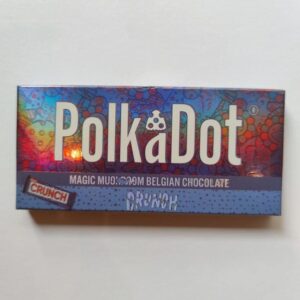 PolkaDot
MAGIC MUSHROOM BELGIAN CHOCOLATE
CRUNCH
CRUNCH